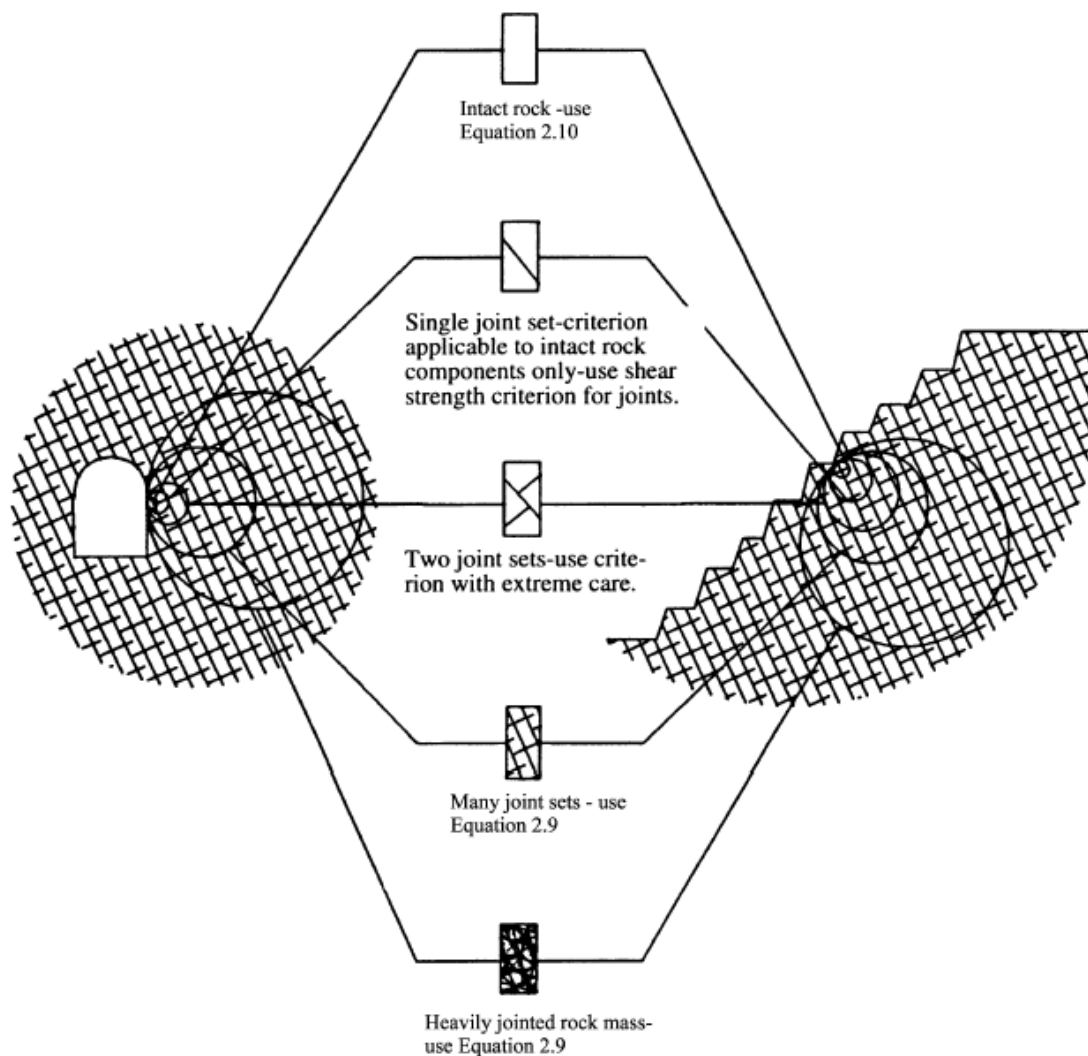 Intact rock -use
Equation 2.10
Single joint set-criterion
applicable to intact rock
components only-use shear
strength criterion for joints.
Two joint sets-use crite-
rion with extreme care.
Many joint sets - use
Equation 2.9
Heavily jointed rock mass-
use Equation 2.9